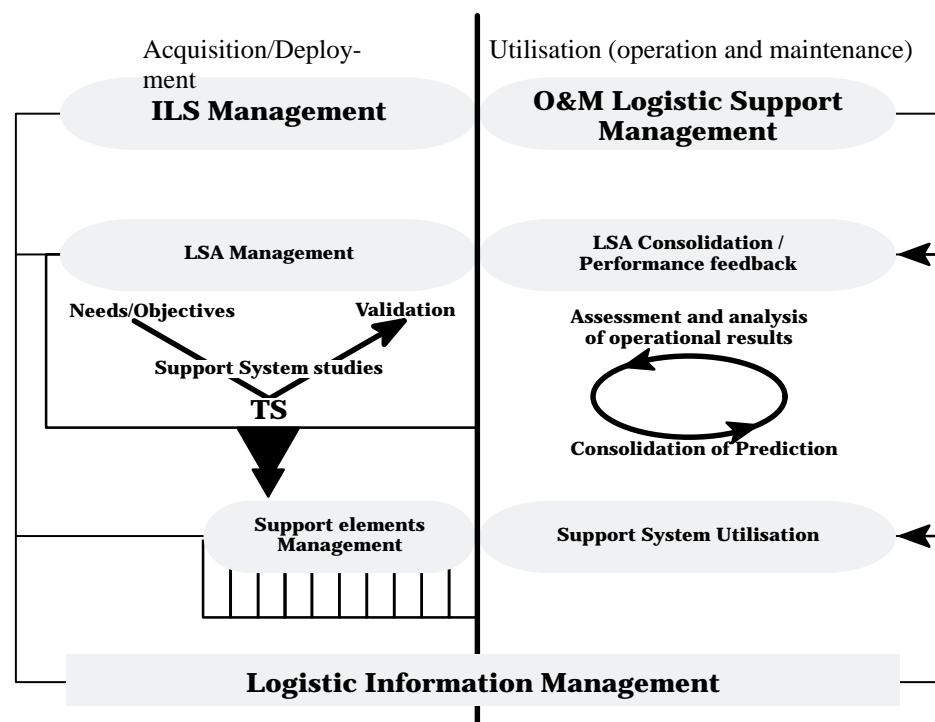 Acquisition/Deploy-
ment
Utilisation (operation and maintenance)
ILS Management
O&M Logistic Support
Management
LSA Management
LSA Consolidation /
Performance feedback
Needs/Objectives
Validation
Support System studies
TS
Assessment and analysis
of operational results
Consolidation of Prediction
Support elements
Management
Support System Utilisation
Logistic Information Management